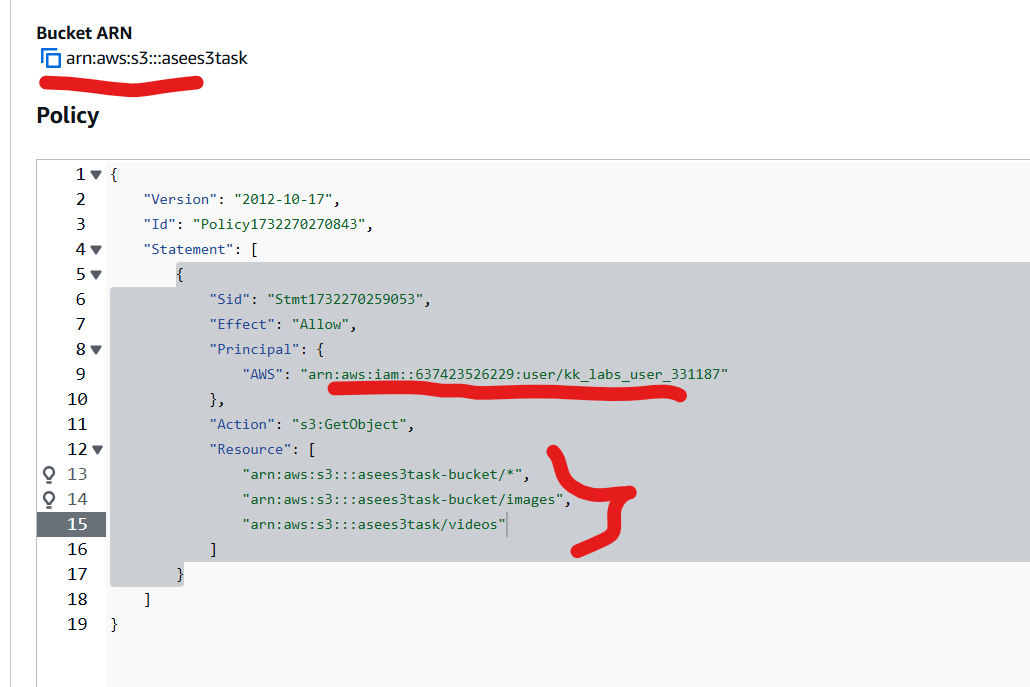 Bucket ARN
arn:aws:s3:::asees3task
Policy
1 {
2 "Version": "2012-10-17",
3 "Id": "Policy1732270270843",
4 "Statement": [
5 {
6 "Sid": "Stmt1732270259053",
7 "Effect": "Allow",
8 "Principal": {
9 "AWS": "arn:aws:iam::637423526229:user/kk_labs_user_331187"
10 },
11 "Action": "s3:GetObject",
12 "Resource": [
13 "arn:aws:s3:::asees3task-bucket/*",
14 "arn:aws:s3:::asees3task-bucket/images",
15 "arn:aws:s3:::asees3task/videos"
16 ]
17 }
18 ]
19 }